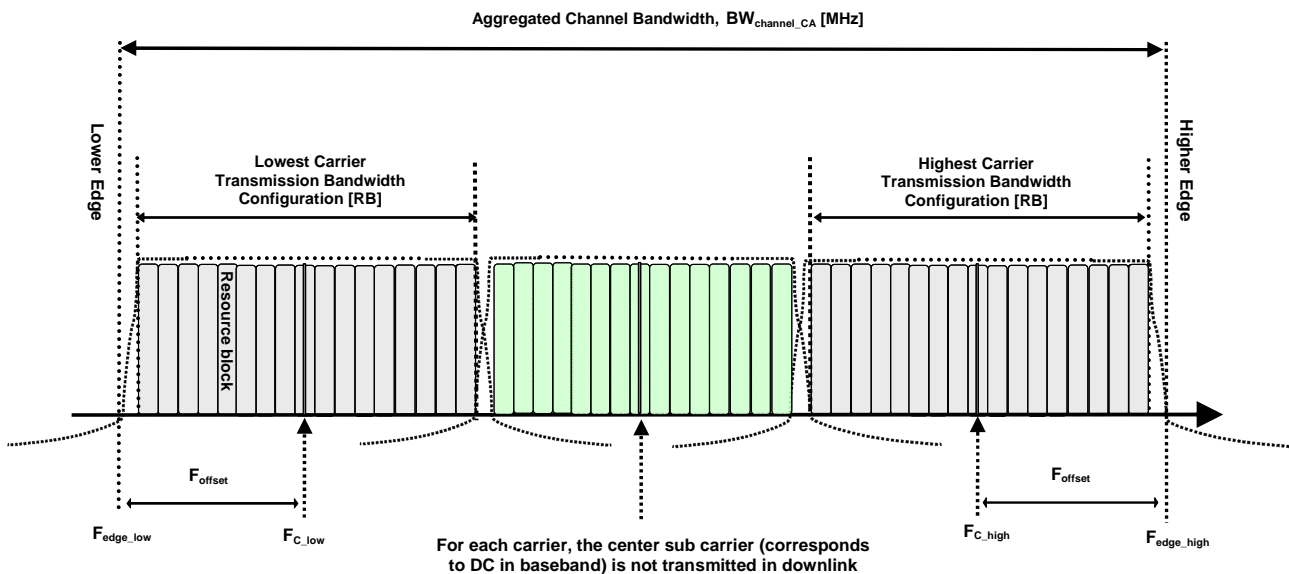 Aggregated Channel Bandwidth, BWchannel_CA [MHz]
Lower Edge
Higher Edge
Lowest Carrier
Transmission Bandwidth
Configuration [RB]
Highest Carrier
Transmission Bandwidth
Configuration [RB]
Resource block
Foffset
Foffset
Fedge_low
FC_low
FC_high
Fedge_high
For each carrier, the center sub carrier (corresponds
to DC in baseband) is not transmitted in downlink